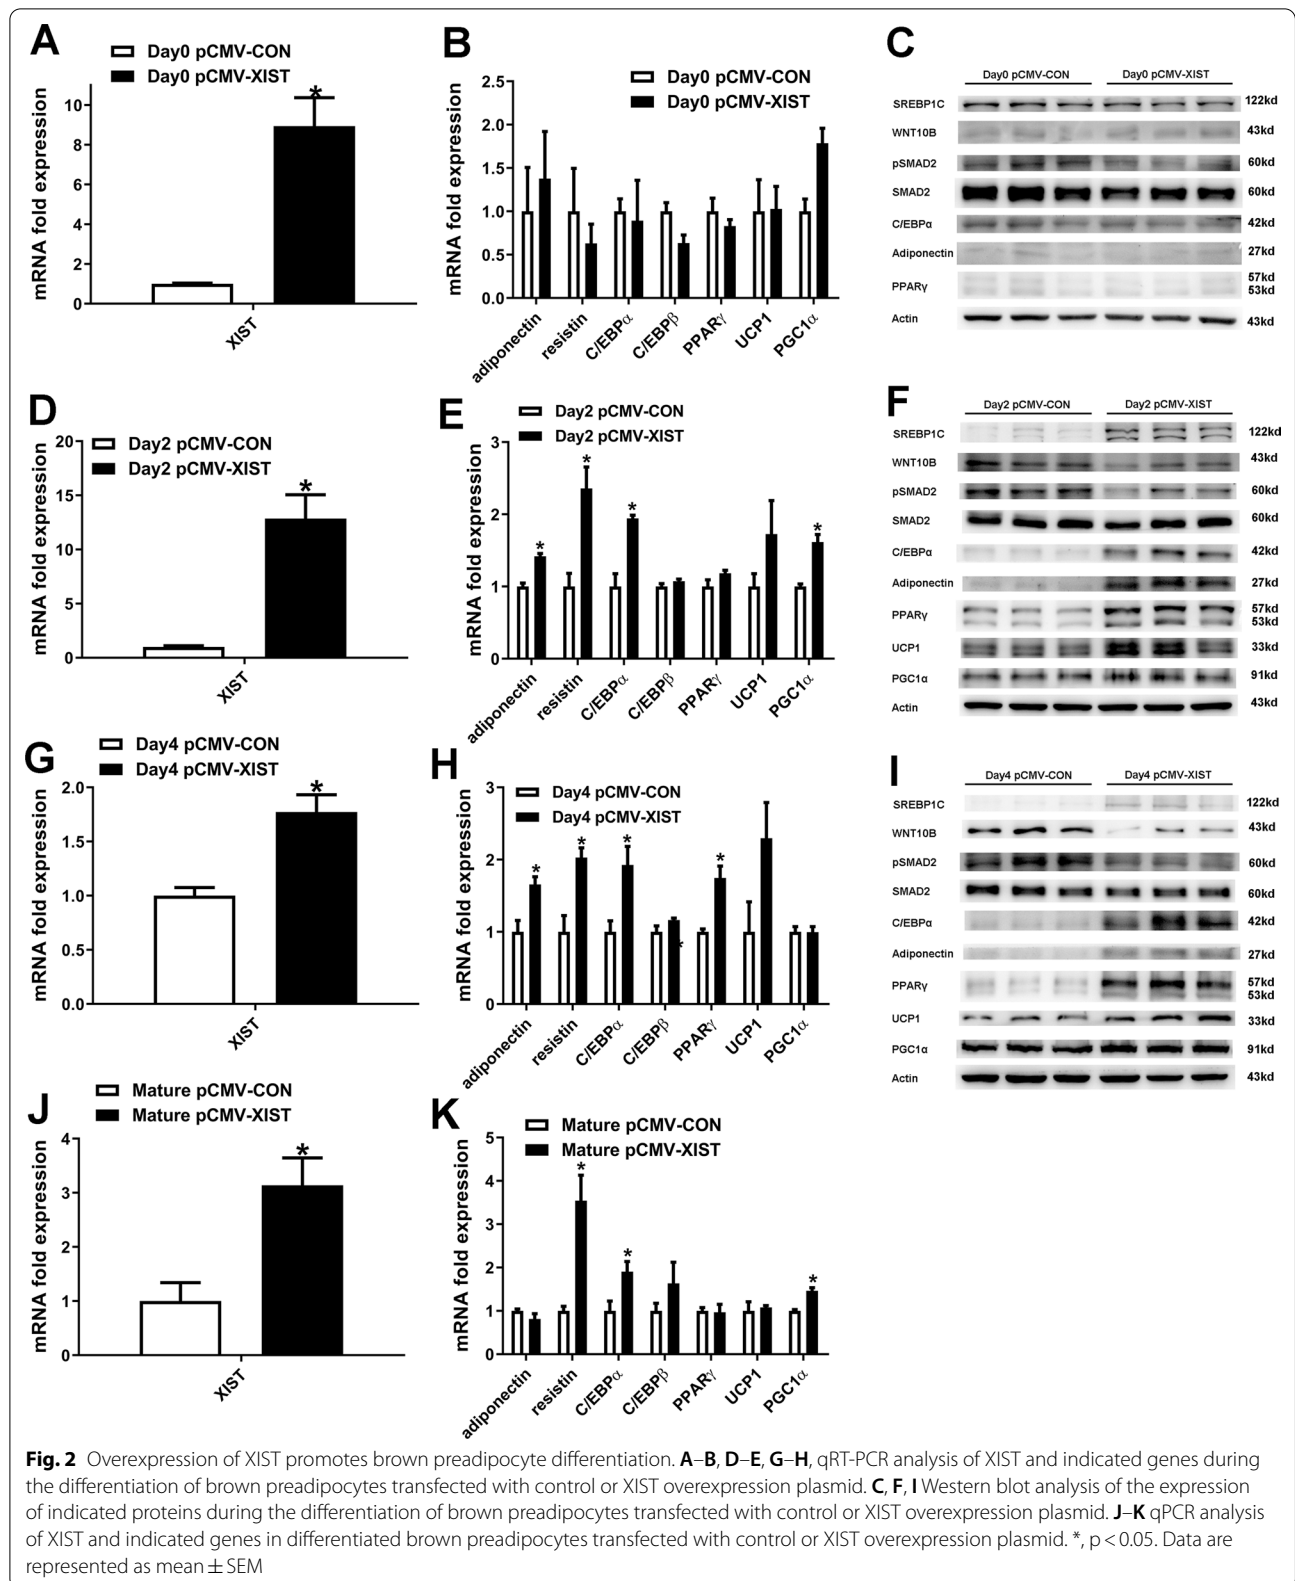 A
Day0 pCMV-CON
Day0 pCMV-XIST
mRNA fold expression
10
8
6
4
2
0
*
XIST
B
Day0 pCMV-CON
Day0 pCMV-XIST
mRNA fold expression
2.5
2.0
1.5
1.0
0.5
0.0
adiponectin
resistin
C/EBPα
C/EBPβ
PPARγ
UCP1
PGC1α
C
Day0 pCMV-CON Day0 pCMV-XIST
SREBP1C 122kd
WNT10B 43kd
pSMAD2 60kd
SMAD2 60kd
C/EBPα 42kd
Adiponectin 27kd
PPARγ 57kd
53kd
Actin 43kd
D
Day2 pCMV-CON
Day2 pCMV-XIST
mRNA fold expression
20
15
10
5
0
*
XIST
E
Day2 pCMV-CON
Day2 pCMV-XIST
mRNA fold expression
3
2
1
0
* * * *
adiponectin
resistin
C/EBPα
C/EBPβ
PPARγ
UCP1
PGC1α
F
Day2 pCMV-CON Day2 pCMV-XIST
SREBP1C 122kd
WNT10B 43kd
pSMAD2 60kd
SMAD2 60kd
C/EBPα 42kd
Adiponectin 27kd
PPARγ 57kd
53kd
UCP1 33kd
PGC1α 91kd
Actin 43kd
G
Day4 pCMV-CON
Day4 pCMV-XIST
mRNA fold expression
2.0
1.5
1.0
0.5
0.0
*
XIST
H
Day4 pCMV-CON
Day4 pCMV-XIST
mRNA fold expression
3
2
1
0
* * * * *
adiponectin
resistin
C/EBPα
C/EBPβ
PPARγ
UCP1
PGC1α
I
Day4 pCMV-CON Day4 pCMV-XIST
SREBP1C 122kd
WNT10B 43kd
pSMAD2 60kd
SMAD2 60kd
C/EBPα 42kd
Adiponectin 27kd
PPARγ 57kd
53kd
UCP1 33kd
PGC1α 91kd
Actin 43kd
J
Mature pCMV-CON
Mature pCMV-XIST
mRNA fold expression
4
3
2
1
0
*
XIST
K
Mature pCMV-CON
Mature pCMV-XIST
mRNA fold expression
5
4
3
2
1
0
* * *
adiponectin
resistin
C/EBPα
C/EBPβ
PPARγ
UCP1
PGC1α
Fig. 2 Overexpression of XIST promotes brown preadipocyte differentiation. A–B, D–E, G–H, qRT-PCR analysis of XIST and indicated genes during
the differentiation of brown preadipocytes transfected with control or XIST overexpression plasmid. C, F, I Western blot analysis of the expression
of indicated proteins during the differentiation of brown preadipocytes transfected with control or XIST overexpression plasmid. J–K qPCR analysis
of XIST and indicated genes in differentiated brown preadipocytes transfected with control or XIST overexpression plasmid. *, p < 0.05. Data are
represented as mean ± SEM